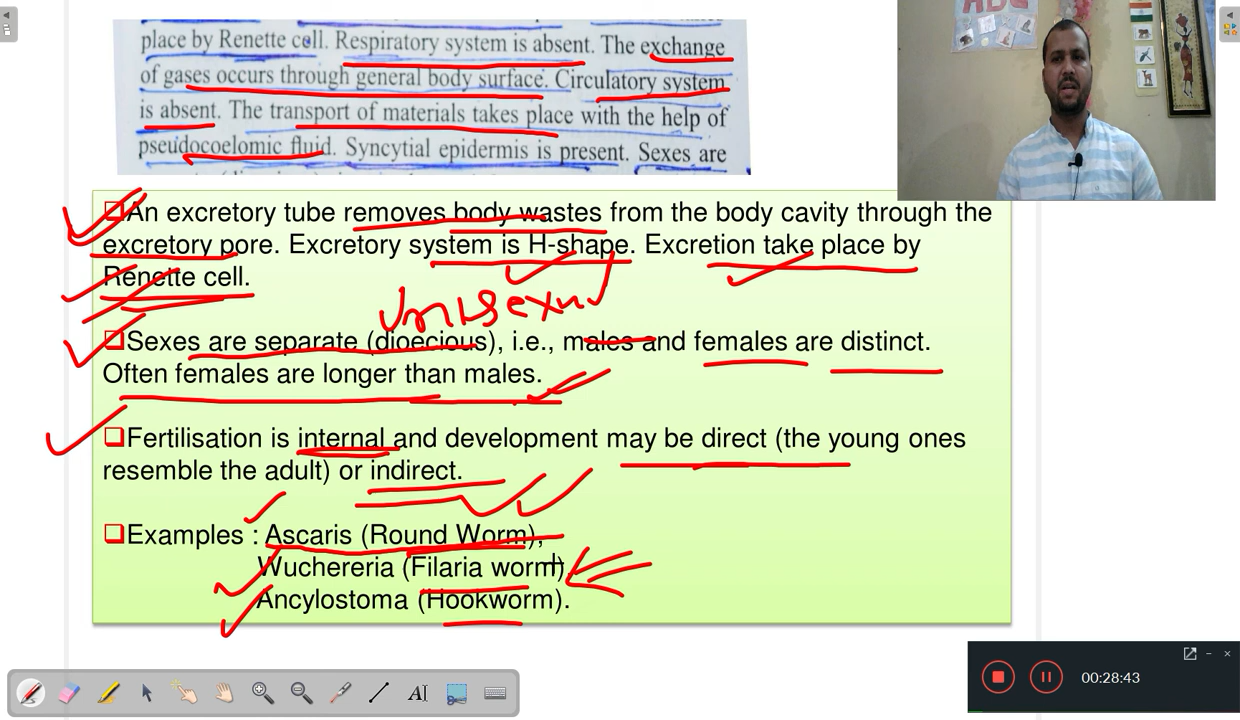 place by Renette cell. Respiratory system is absent. The exchange
of gases occurs through general body surface. Circulatory system
is absent. The transport of materials takes place with the help of
pseudocoelomic fluid. Syncytial epidermis is present. Sexes are
ABC
An excretory tube removes body wastes from the body cavity through the
excretory pore. Excretory system is H-shape. Excretion take place by
Renette cell.
Unisexual
Sexes are separate (dioecious), i.e., males and females are distinct.
Often females are longer than males.
Fertilisation is internal and development may be direct (the young ones
resemble the adult) or indirect.
Examples : Ascaris (Round Worm),
Wuchereria (Filaria worm),
Ancylostoma (Hookworm).
AI
00:28:43